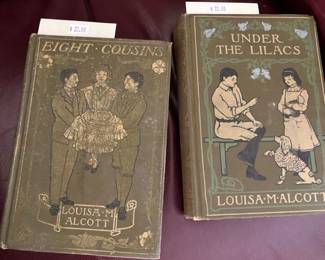 EIGHT · COUSINS
LOUISA · M
ALCOTT
UNDER
THE LILACS
LOUISA · M · ALCOTT